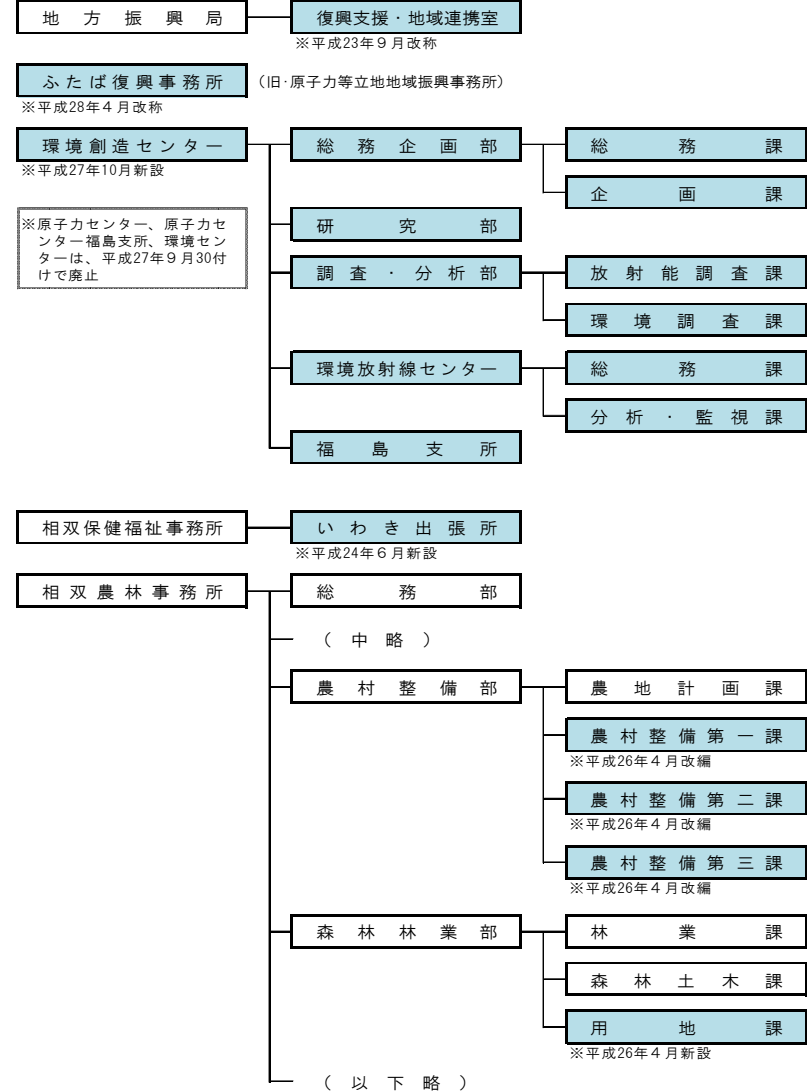 地方振興局 復興支援・地域連携室
※平成23年9月改称
ふたば復興事務所 (旧・原子力等立地地域振興事務所)
※平成28年4月改称
環境創造センター 総務企画部 総務課
※平成27年10月新設
企画課
※原子力センター、原子力セ
ンター福島支所、環境セン
ターは、平成27年9月30付
けで廃止
研究部
調査・分析部 放射能調査課
環境調査課
環境放射線センター 総務課
分析・監視課
福島支所
相双保健福祉事務所 いわき出張所
※平成24年6月新設
相双農林事務所 総務部
(中略)
農村整備部 農地計画課
農村整備第一課
※平成26年4月改編
農村整備第二課
※平成26年4月改編
農村整備第三課
※平成26年4月改編
森林林業部 林業課
森林土木課
用地課
※平成26年4月新設
(以下略)